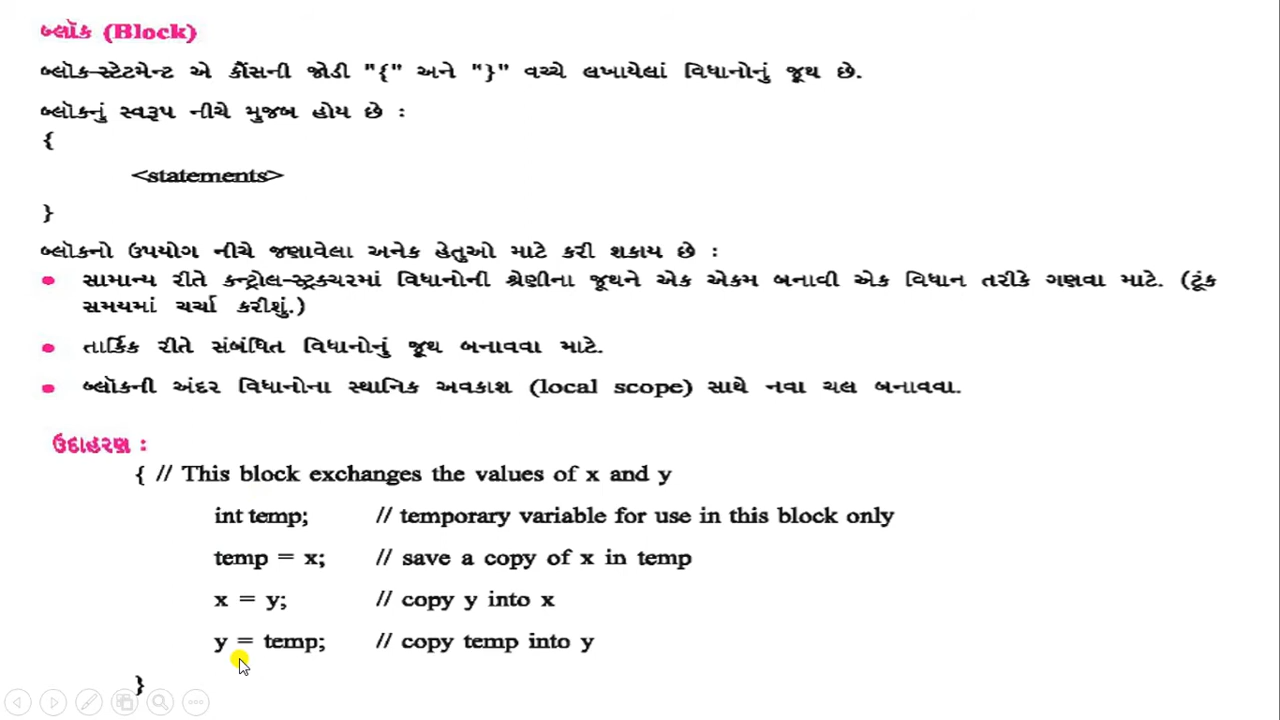 બ્લૉક (Block)
બ્લૉક-સ્ટેટમેન્ટ એ કૌંસની જોડી "{" અને "}" વચ્ચે લખાયેલાં વિધાનોનું જૂથ છે.
બ્લૉકનું સ્વરૂપ નીચે મુજબ હોય છે :
{
<statements>
}
બ્લૉકનો ઉપયોગ નીચે જણાવેલા અનેક હેતુઓ માટે કરી શકાય છે :
• સામાન્ય રીતે કન્ટ્રોલ-સ્ટ્રક્ચરમાં વિધાનોની શ્રેણીના જૂથને એક એકમ બનાવી એક વિધાન તરીકે ગણવા માટે. (ટૂંક
સમયમાં ચર્ચા કરીશું.)
• તાર્કિક રીતે સંબંધિત વિધાનોનું જૂથ બનાવવા માટે.
• બ્લૉકની અંદર વિધાનોના સ્થાનિક અવકાશ (local scope) સાથે નવા ચલ બનાવવા.
ઉદાહરણ :
{ // This block exchanges the values of x and y
int temp; // temporary variable for use in this block only
temp = x; // save a copy of x in temp
x = y; // copy y into x
y = temp; // copy temp into y
}